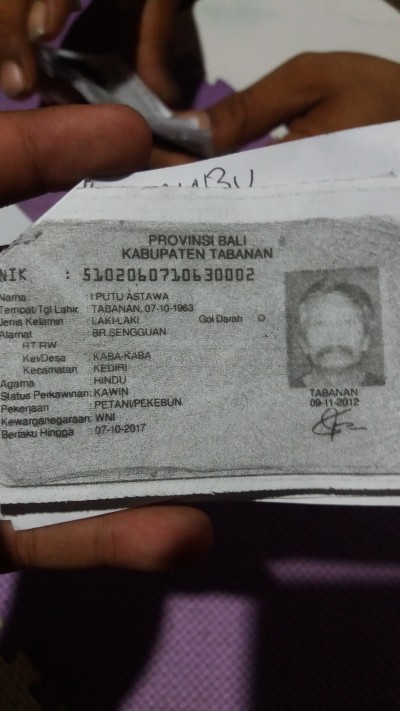 PROVINSI BALI
KABUPATEN TABANAN
NIK : 5102060710630002
Nama : I PUTU ASTAWA
Tempat/Tgl Lahir : TABANAN, 07-10-1963
Jenis Kelamin : LAKI-LAKI Gol Darah O
Alamat : BR.SENGGUAN
RT/RW
Kel/Desa : KABA-KABA
Kecamatan : KEDIRI
Agama : HINDU
Status Perkawinan: KAWIN
Pekerjaan : PETANI/PEKEBUN
Kewarganegaraan: WNI
Berlaku Hingga : 07-10-2017
TABANAN
09-11-2012